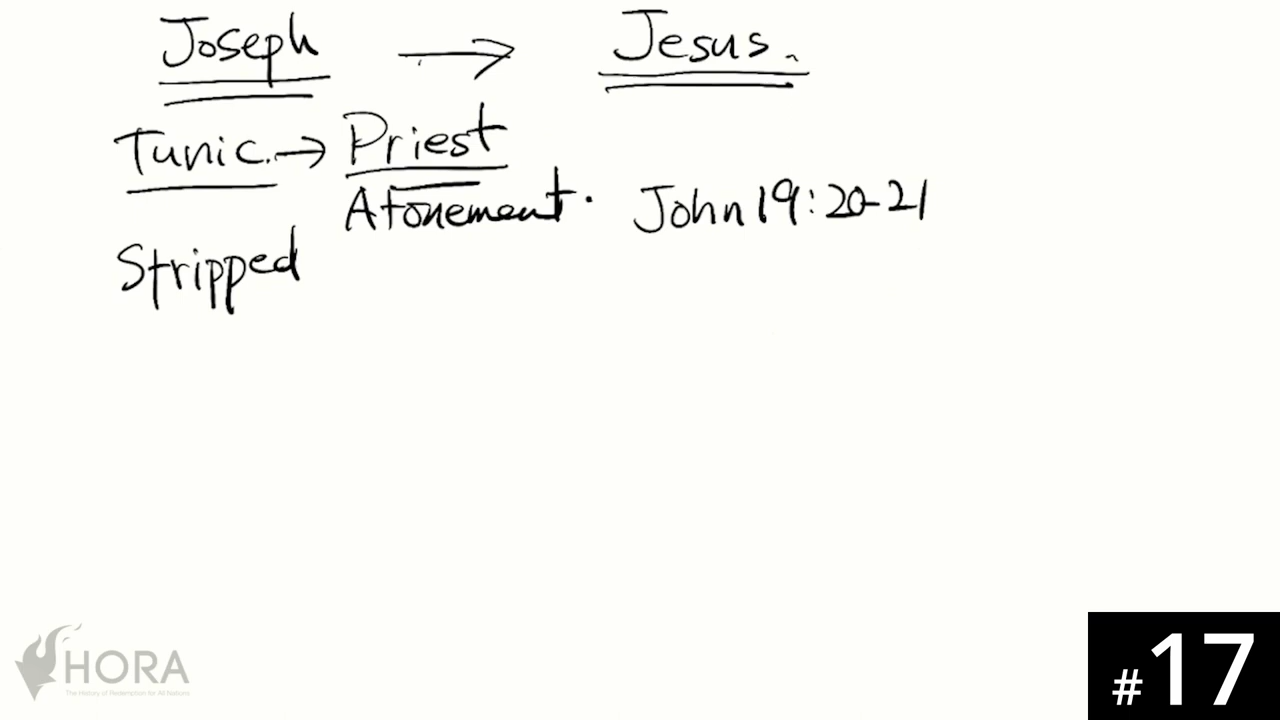 Joseph → Jesus.
Tunic. → Priest
Atonement. John 19:20-21
Stripped
HORA
The History of Redemption for All Nations
#17